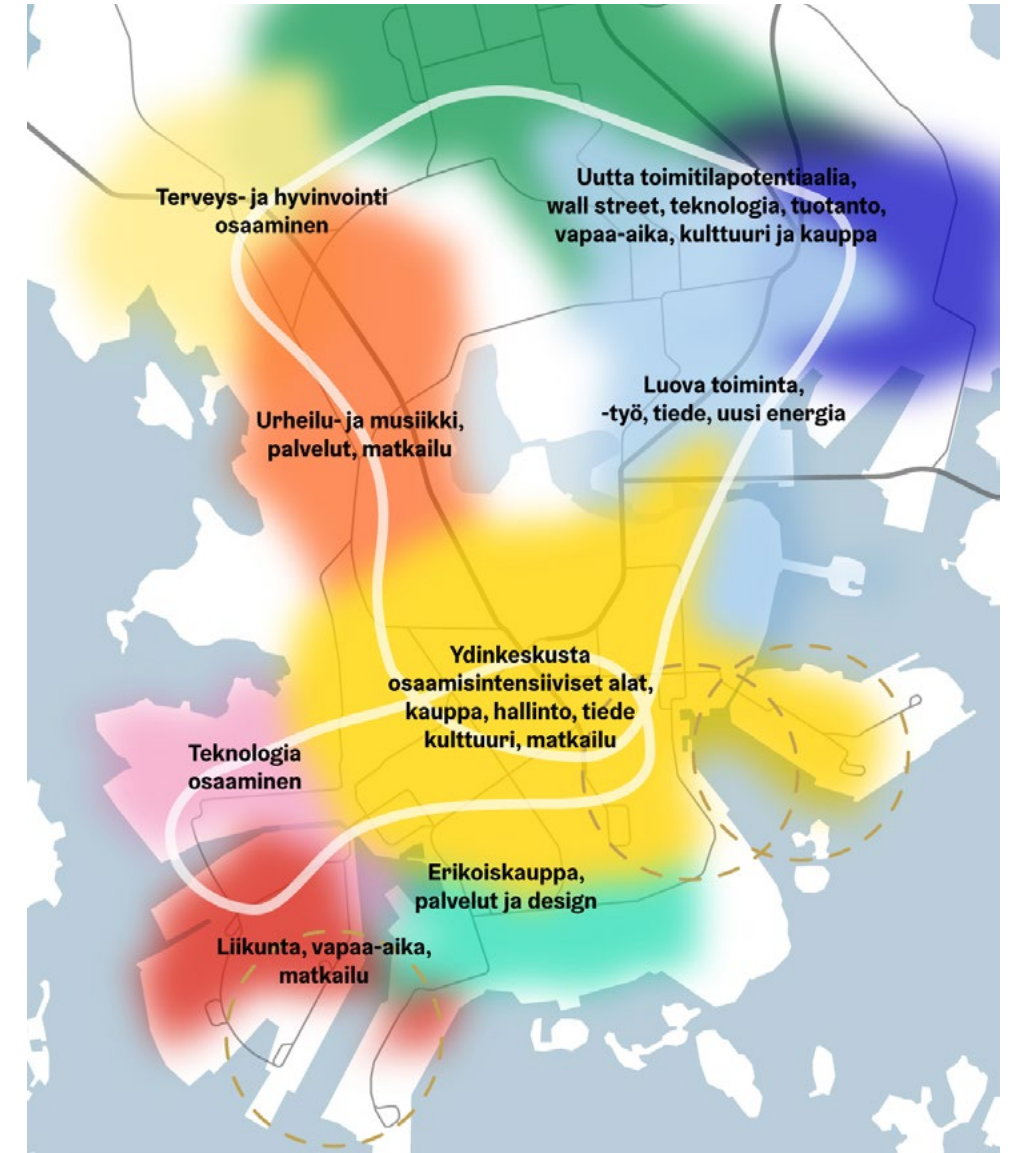 Terveys- ja hyvinvointi
osaaminen
Uutta toimitilapotentiaalia,
wall street, teknologia, tuotanto,
vapaa-aika, kulttuuri ja kauppa
Urheilu- ja musiikki,
palvelut, matkailu
Luova toiminta,
-työ, tiede, uusi energia
Ydinkeskusta
osaamisintensiiviset alat,
kauppa, hallinto, tiede
kulttuuri, matkailu
Teknologia
osaaminen
Erikoiskauppa,
palvelut ja design
Liikunta, vapaa-aika,
matkailu